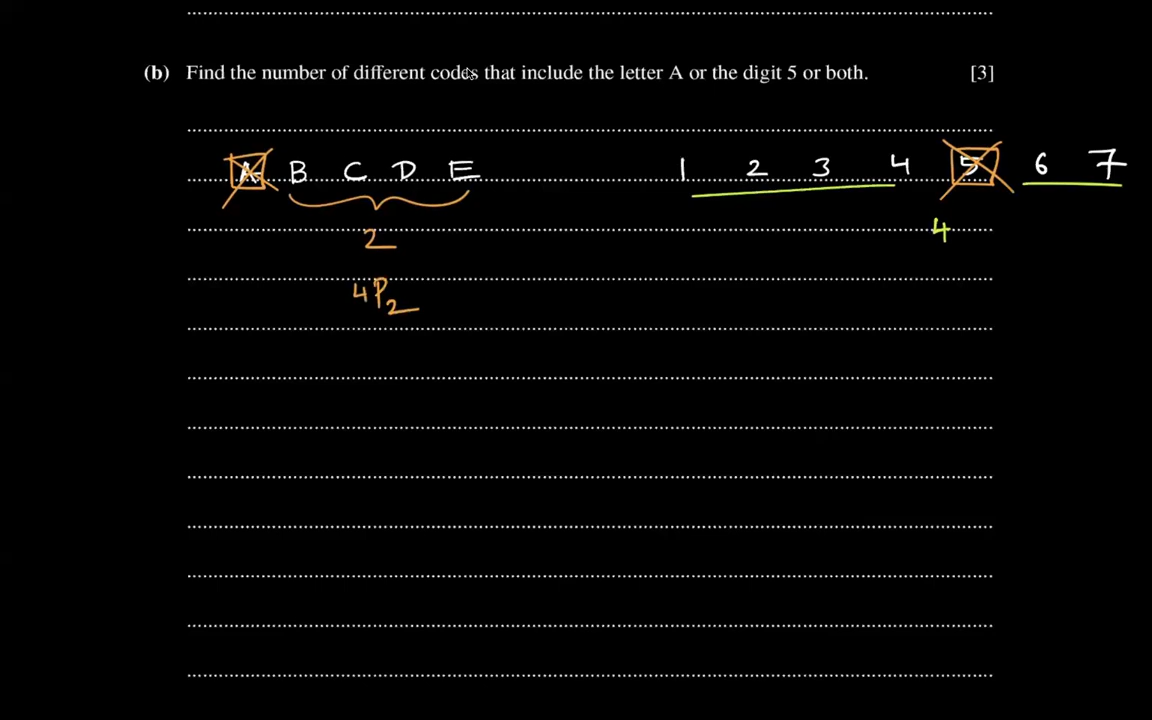 (b) Find the number of different codes that include the letter A or the digit 5 or both. [3]
A B C D E 1 2 3 4 5 6 7
2 4
4P2